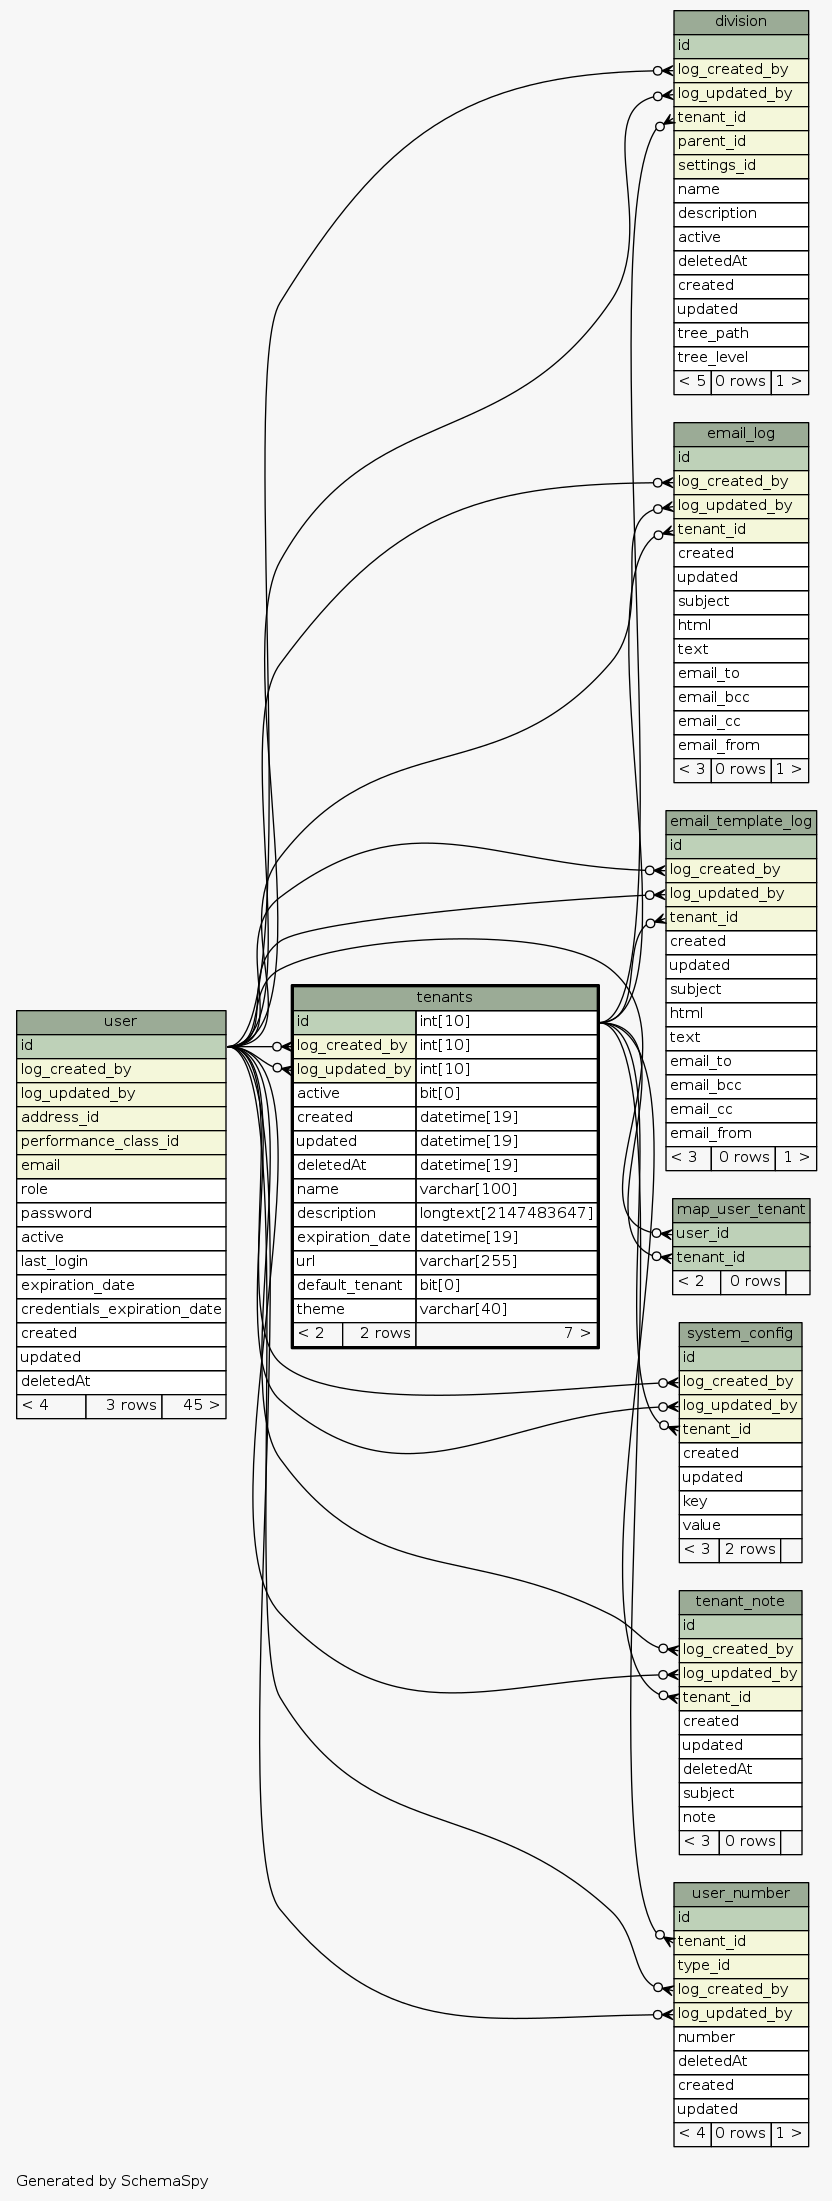 division
id
log_created_by
log_updated_by
tenant_id
parent_id
settings_id
name
description
active
deletedAt
created
updated
tree_path
tree_level
< 5 0 rows 1 >
email_log
id
log_created_by
log_updated_by
tenant_id
created
updated
subject
html
text
email_to
email_bcc
email_cc
email_from
< 3 0 rows 1 >
email_template_log
id
log_created_by
log_updated_by
tenant_id
created
updated
subject
html
text
email_to
email_bcc
email_cc
email_from
< 3 0 rows 1 >
user
id
log_created_by
log_updated_by
address_id
performance_class_id
email
role
password
active
last_login
expiration_date
credentials_expiration_date
created
updated
deletedAt
< 4 3 rows 45 >
tenants
id int[10]
log_created_by int[10]
log_updated_by int[10]
active bit[0]
created datetime[19]
updated datetime[19]
deletedAt datetime[19]
name varchar[100]
description longtext[2147483647]
expiration_date datetime[19]
url varchar[255]
default_tenant bit[0]
theme varchar[40]
< 2 2 rows 7 >
map_user_tenant
user_id
tenant_id
< 2 0 rows
system_config
id
log_created_by
log_updated_by
tenant_id
created
updated
key
value
< 3 2 rows
tenant_note
id
log_created_by
log_updated_by
tenant_id
created
updated
deletedAt
subject
note
< 3 0 rows
user_number
id
tenant_id
type_id
log_created_by
log_updated_by
number
deletedAt
created
updated
< 4 0 rows 1 >
Generated by SchemaSpy